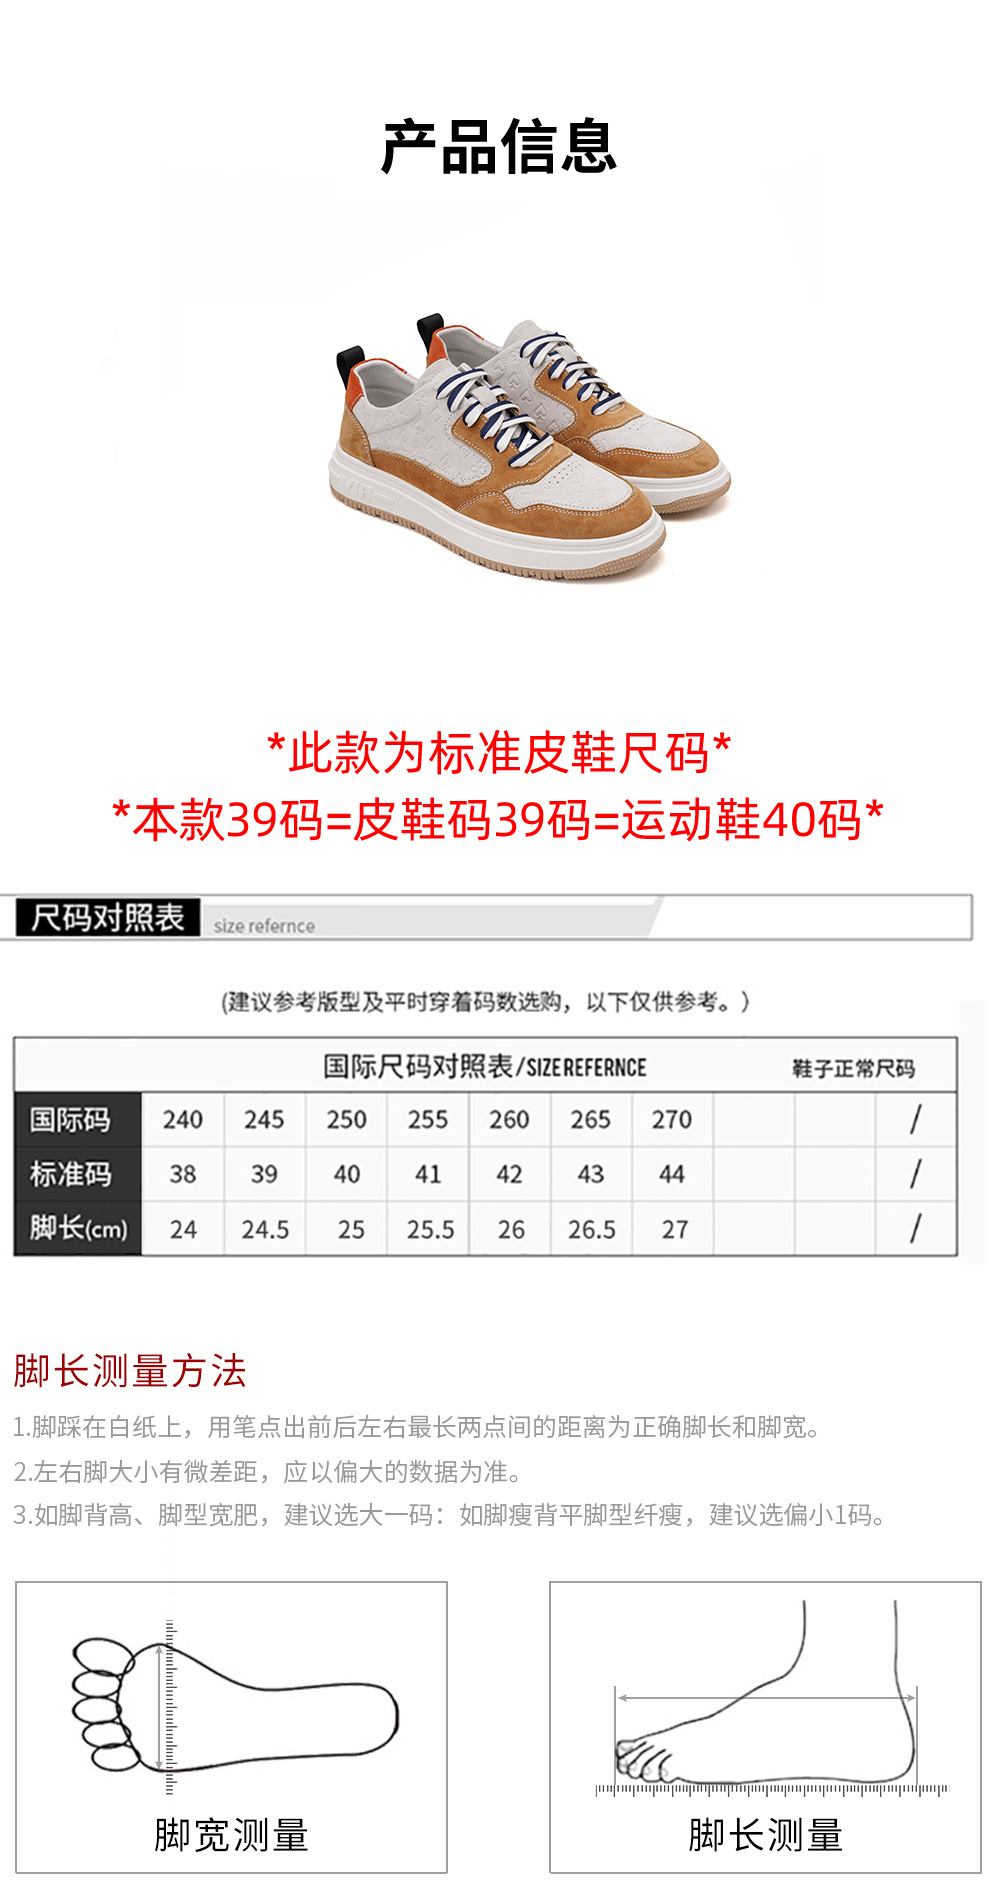 产品信息
*此款为标准皮鞋尺码*
*本款39码=皮鞋码39码=运动鞋40码*
尺码对照表 size refernce
(建议参考版型及平时穿着码数选购，以下仅供参考。）
国际尺码对照表/SIZE REFERNCE 鞋子正常尺码
国际码 240 245 250 255 260 265 270 /
标准码 38 39 40 41 42 43 44 /
脚长(cm) 24 24.5 25 25.5 26 26.5 27 /
脚长测量方法
1.脚踩在白纸上，用笔点出前后左右最长两点间的距离为正确脚长和脚宽。
2.左右脚大小有微差距，应以偏大的数据为准。
3.如脚背高、脚型宽肥，建议选大一码：如脚瘦背平脚型纤瘦，建议选偏小1码。
脚宽测量 脚长测量